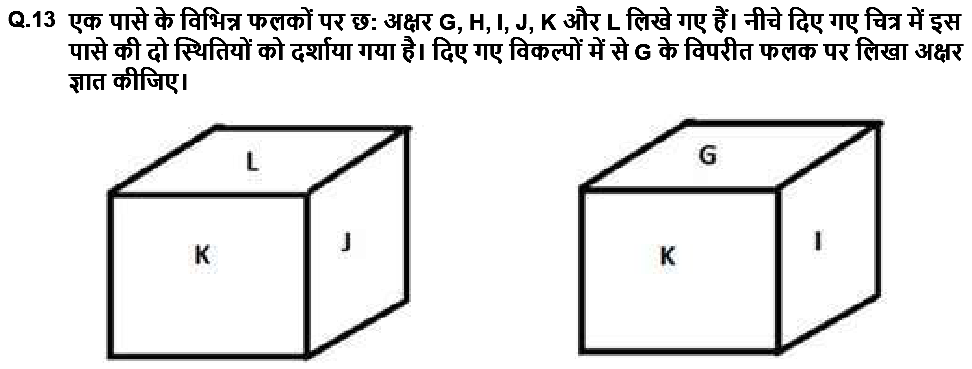 Q.13 एक पासे के विभिन्न फलकों पर छ: अक्षर G, H, I, J, K और L लिखे गए हैं। नीचे दिए गए चित्र में इस
पासे की दो स्थितियों को दर्शाया गया है। दिए गए विकल्पों में से G के विपरीत फलक पर लिखा अक्षर
ज्ञात कीजिए।
L
K
J
G
K
I